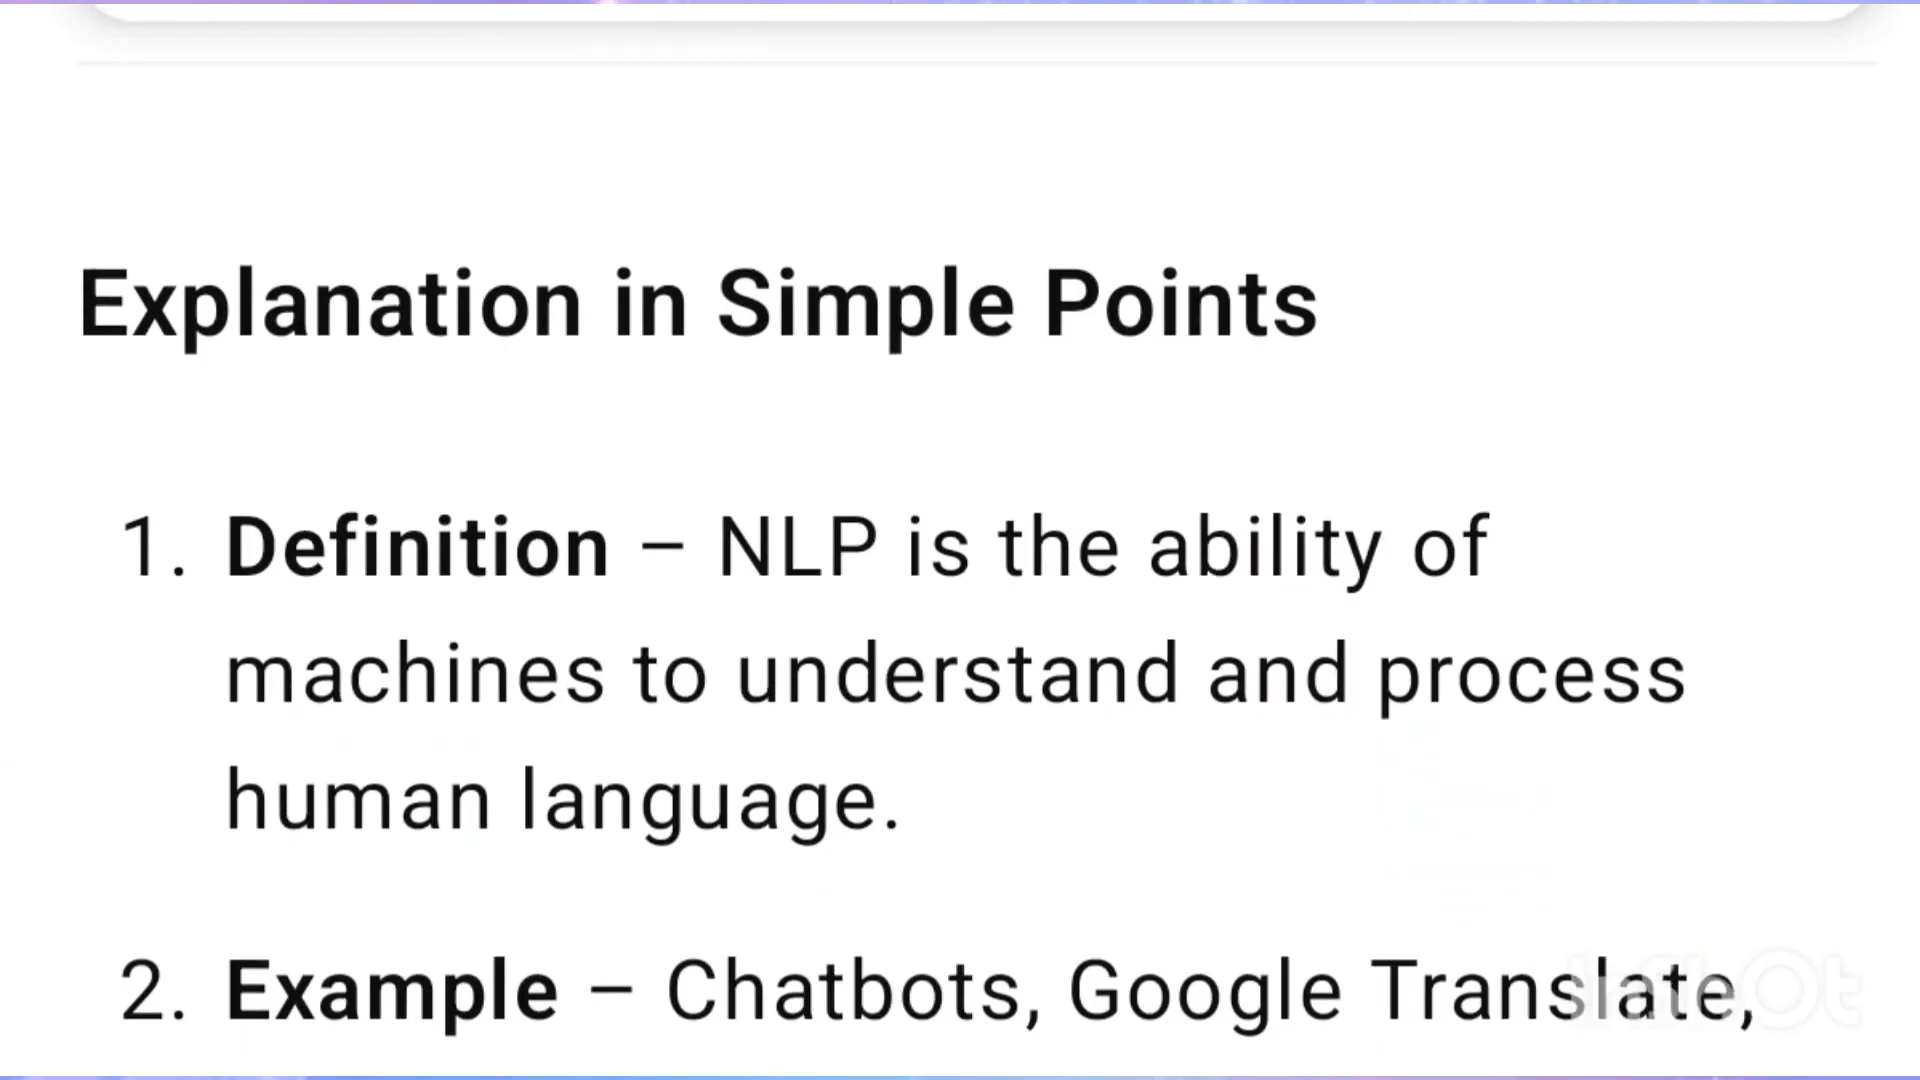 Explanation in Simple Points
1. Definition – NLP is the ability of
machines to understand and process
human language.
2. Example – Chatbots, Google Translate,
InShOt